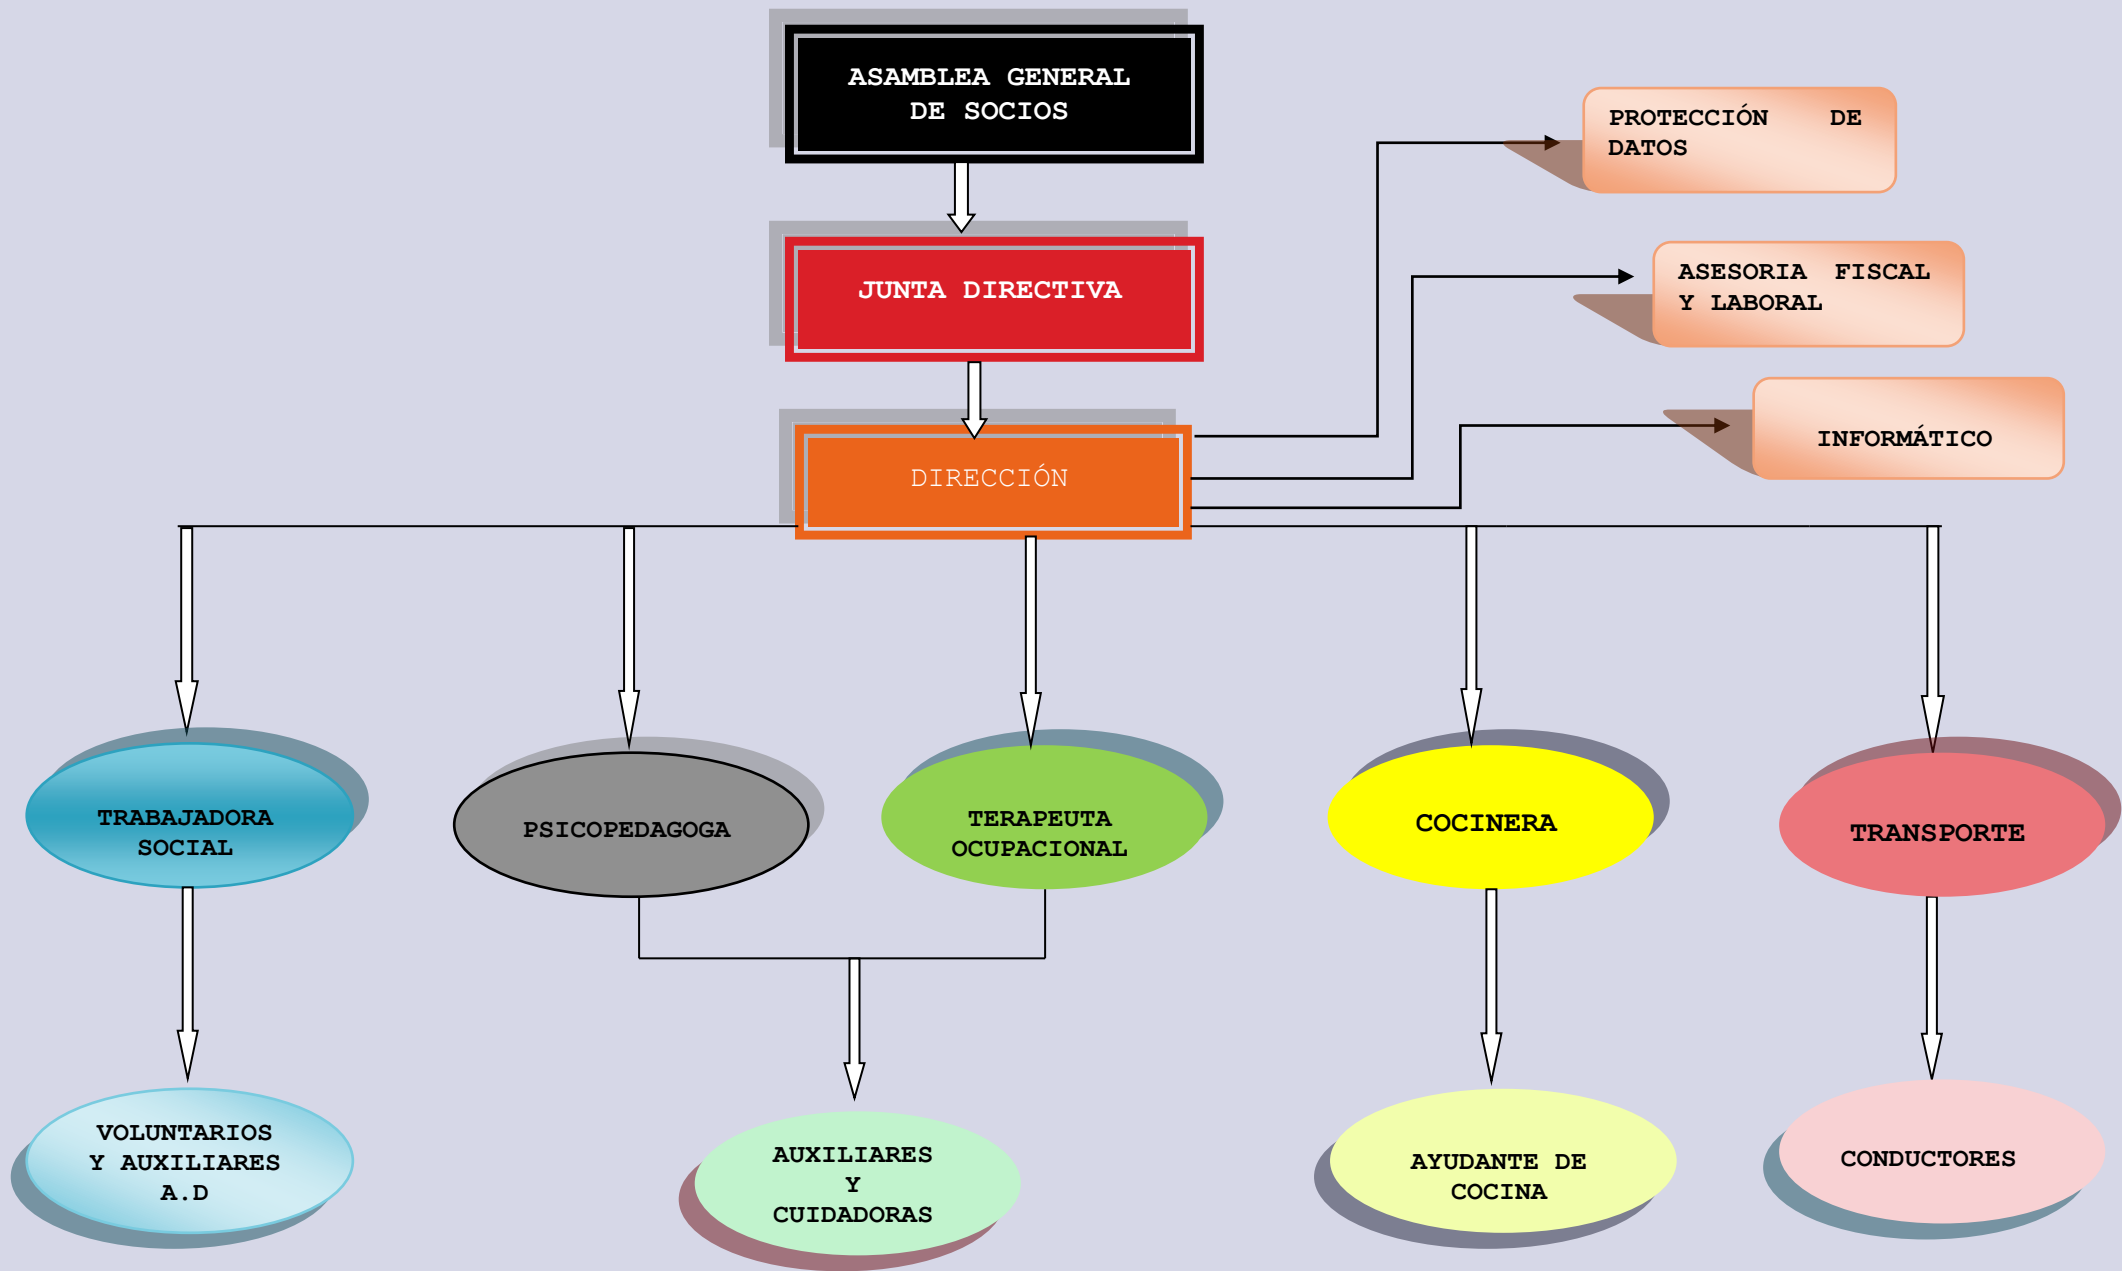 ASAMBLEA GENERAL
DE SOCIOS
PROTECCIÓN DE
DATOS
JUNTA DIRECTIVA
ASESORIA FISCAL
Y LABORAL
INFORMÁTICO
DIRECCIÓN
TRABAJADORA
SOCIAL
PSICOPEDAGOGA
TERAPEUTA
OCUPACIONAL
COCINERA
TRANSPORTE
VOLUNTARIOS
Y AUXILIARES
A.D
AUXILIARES
Y
CUIDADORAS
AYUDANTE DE
COCINA
CONDUCTORES